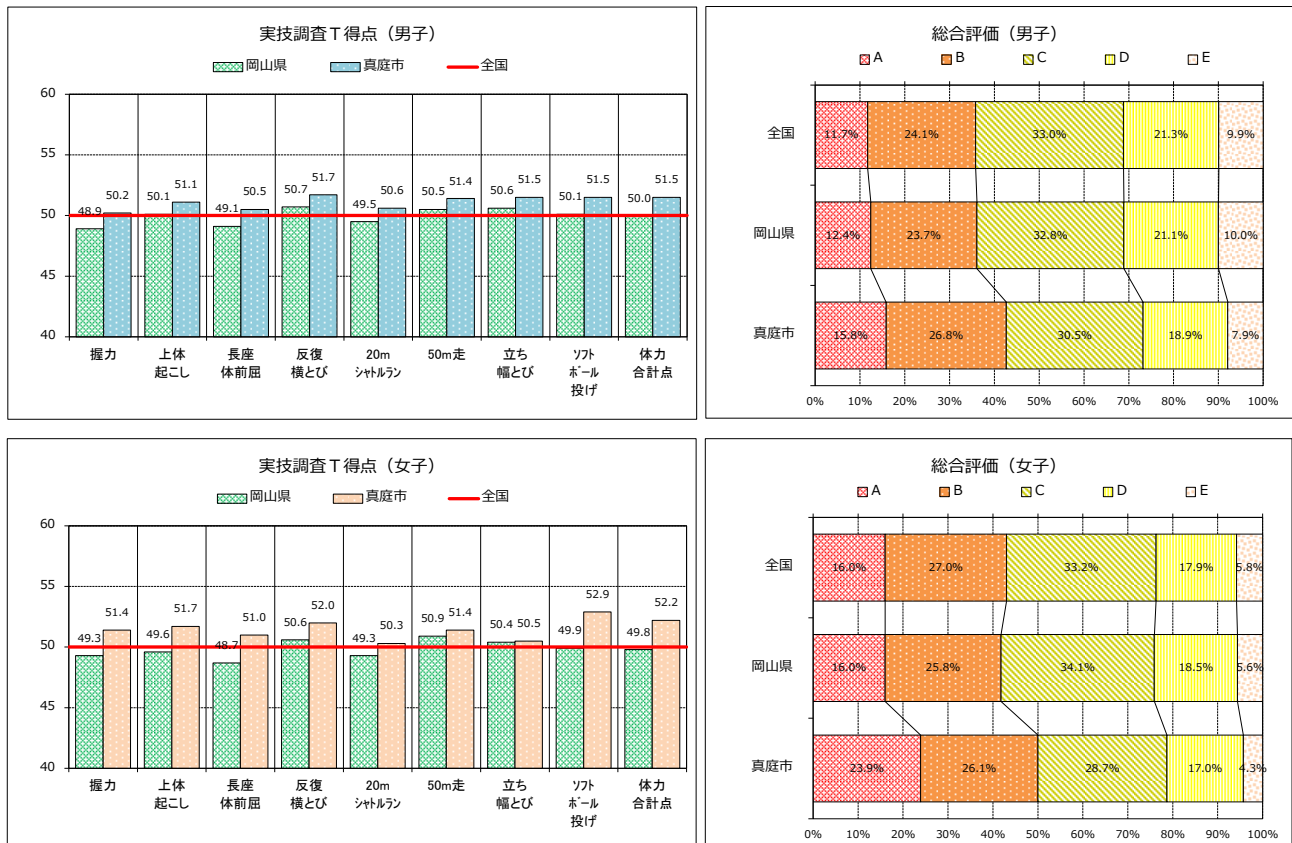 実技調査T得点（男子）
岡山県 真庭市 全国
60
55
50
45
40
48.9 50.2 50.1 51.1 49.1 50.5 50.7 51.7 49.5 50.6 50.5 51.4 50.6 51.5 50.1 51.5 50.0 51.5
握力 上体 長座 反復 20m 50m走 立ち ソフト 体力
起こし 体前屈 横とび シャトルラン 幅とび ボール 合計点
投げ
総合評価（男子）
A B C D E
全国 11.7% 24.1% 33.0% 21.3% 9.9%
岡山県 12.4% 23.7% 32.8% 21.1% 10.0%
真庭市 15.8% 26.8% 30.5% 18.9% 7.9%
0% 10% 20% 30% 40% 50% 60% 70% 80% 90% 100%
実技調査T得点（女子）
岡山県 真庭市 全国
60
55
50
45
40
49.3 51.4 49.6 51.7 48.7 51.0 50.6 52.0 49.3 50.3 50.9 51.4 50.4 50.5 49.9 52.9 49.8 52.2
握力 上体 長座 反復 20m 50m走 立ち ソフト 体力
起こし 体前屈 横とび シャトルラン 幅とび ボール 合計点
投げ
総合評価（女子）
A B C D E
全国 16.0% 27.0% 33.2% 17.9% 5.8%
岡山県 16.0% 25.8% 34.1% 18.5% 5.6%
真庭市 23.9% 26.1% 28.7% 17.0% 4.3%
0% 10% 20% 30% 40% 50% 60% 70% 80% 90% 100%